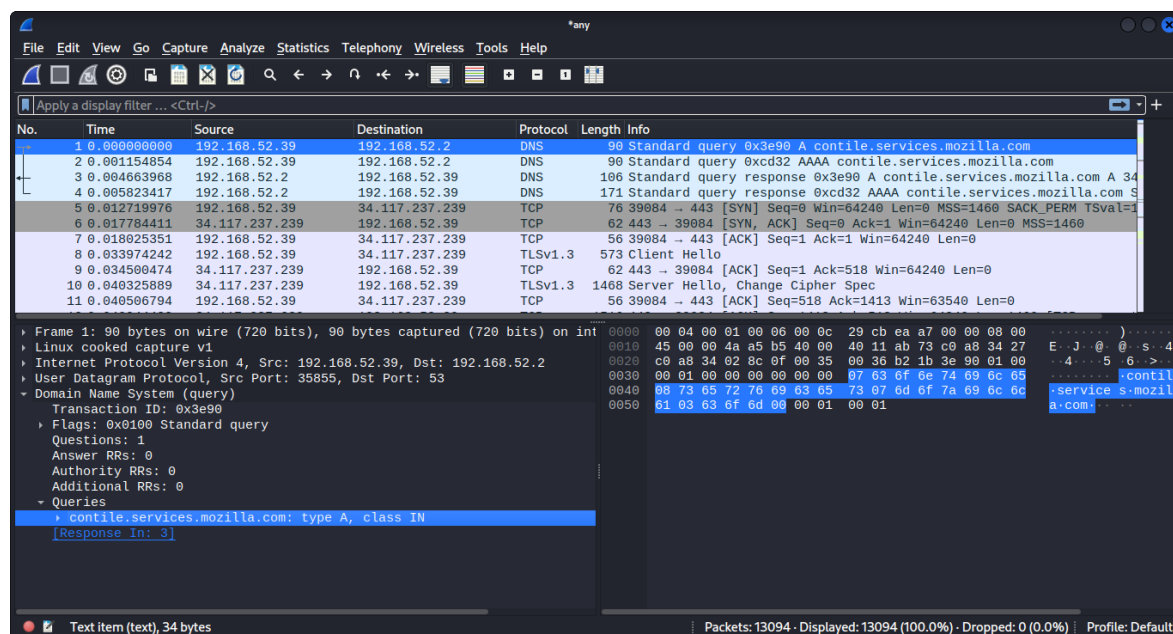 *any
File Edit View Go Capture Analyze Statistics Telephony Wireless Tools Help
Apply a display filter … <Ctrl-/>
No. Time Source Destination Protocol Length Info
1 0.000000000 192.168.52.39 192.168.52.2 DNS 90 Standard query 0x3e90 A contile.services.mozilla.com
2 0.001154854 192.168.52.39 192.168.52.2 DNS 90 Standard query 0xcd32 AAAA contile.services.mozilla.com
3 0.004663968 192.168.52.2 192.168.52.39 DNS 106 Standard query response 0x3e90 A contile.services.mozilla.com A 34
4 0.005823417 192.168.52.2 192.168.52.39 DNS 171 Standard query response 0xcd32 AAAA contile.services.mozilla.com S
5 0.012719976 192.168.52.39 34.117.237.239 TCP 76 39084 → 443 [SYN] Seq=0 Win=64240 Len=0 MSS=1460 SACK_PERM TSval=1
6 0.017784411 34.117.237.239 192.168.52.39 TCP 62 443 → 39084 [SYN, ACK] Seq=0 Ack=1 Win=64240 Len=0 MSS=1460
7 0.018025351 192.168.52.39 34.117.237.239 TCP 56 39084 → 443 [ACK] Seq=1 Ack=1 Win=64240 Len=0
8 0.033974242 192.168.52.39 34.117.237.239 TLSv1.3 573 Client Hello
9 0.034500474 34.117.237.239 192.168.52.39 TCP 62 443 → 39084 [ACK] Seq=1 Ack=518 Win=64240 Len=0
10 0.040325889 34.117.237.239 192.168.52.39 TLSv1.3 1468 Server Hello, Change Cipher Spec
11 0.040506794 192.168.52.39 34.117.237.239 TCP 56 39084 → 443 [ACK] Seq=518 Ack=1413 Win=63540 Len=0
Frame 1: 90 bytes on wire (720 bits), 90 bytes captured (720 bits) on int
Linux cooked capture v1
Internet Protocol Version 4, Src: 192.168.52.39, Dst: 192.168.52.2
User Datagram Protocol, Src Port: 35855, Dst Port: 53
Domain Name System (query)
Transaction ID: 0x3e90
Flags: 0x0100 Standard query
Questions: 1
Answer RRs: 0
Authority RRs: 0
Additional RRs: 0
Queries
contile.services.mozilla.com: type A, class IN
[Response In: 3]
0000 00 04 00 01 00 06 00 0c 29 cb ea a7 00 00 08 00 ········ )·······
0010 45 00 00 4a a5 b5 40 00 40 11 ab 73 c0 a8 34 27 E··J··@· @··s··4'
0020 c0 a8 34 02 8c 0f 00 35 00 36 b2 1b 3e 90 01 00 ··4····5 ·6··>···
0030 00 01 00 00 00 00 00 00 07 63 6f 6e 74 69 6c 65 ········ ·contil
0040 08 73 65 72 76 69 63 65 73 07 6d 6f 7a 69 6c 6c ·service s·mozil
0050 61 03 63 6f 6d 00 00 01 00 01 a·com··· ··
Text item (text), 34 bytes
Packets: 13094 · Displayed: 13094 (100.0%) · Dropped: 0 (0.0%)
Profile: Default